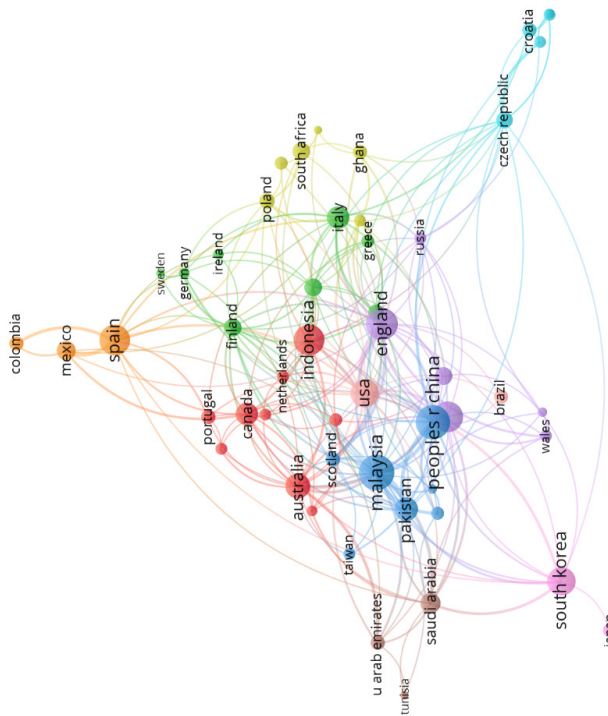 colombia
mexico
spain
sweden
germany
ireland
finland
poland
south africa
ghana
italy
greece
russia
czech republic
croatia
portugal
canada
netherlands
indonesia
england
usa
australia
scotland
malaysia
peoples r china
pakistan
brazil
wales
taiwan
u arab emirates
saudi arabia
tunisia
south korea